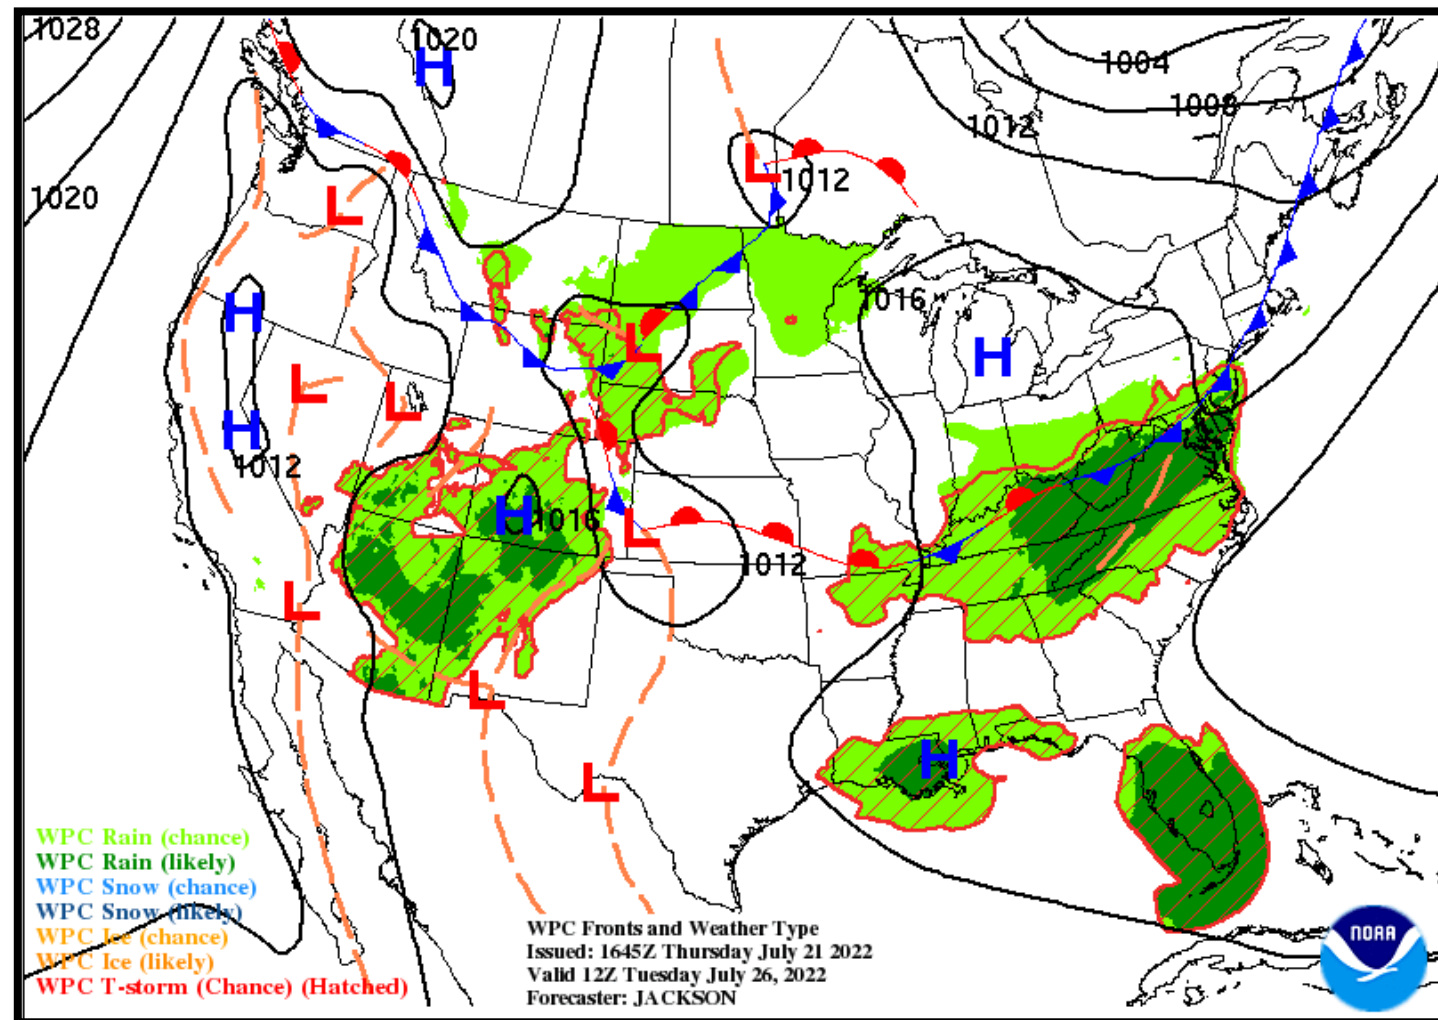 1028
1020
H
1004
1008
1012
L
1012
1020
L
H
1016
L
H
L
L
H
1012
H
1016
L
1012
L
L
H
L
WPC Rain (chance)
WPC Rain (likely)
WPC Snow (chance)
WPC Snow (likely)
WPC Ice (chance)
WPC Ice (likely)
WPC T-storm (Chance) (Hatched)
WPC Fronts and Weather Type
Issued: 1645Z Thursday July 21 2022
Valid 12Z Tuesday July 26, 2022
Forecaster: JACKSON
NOAA